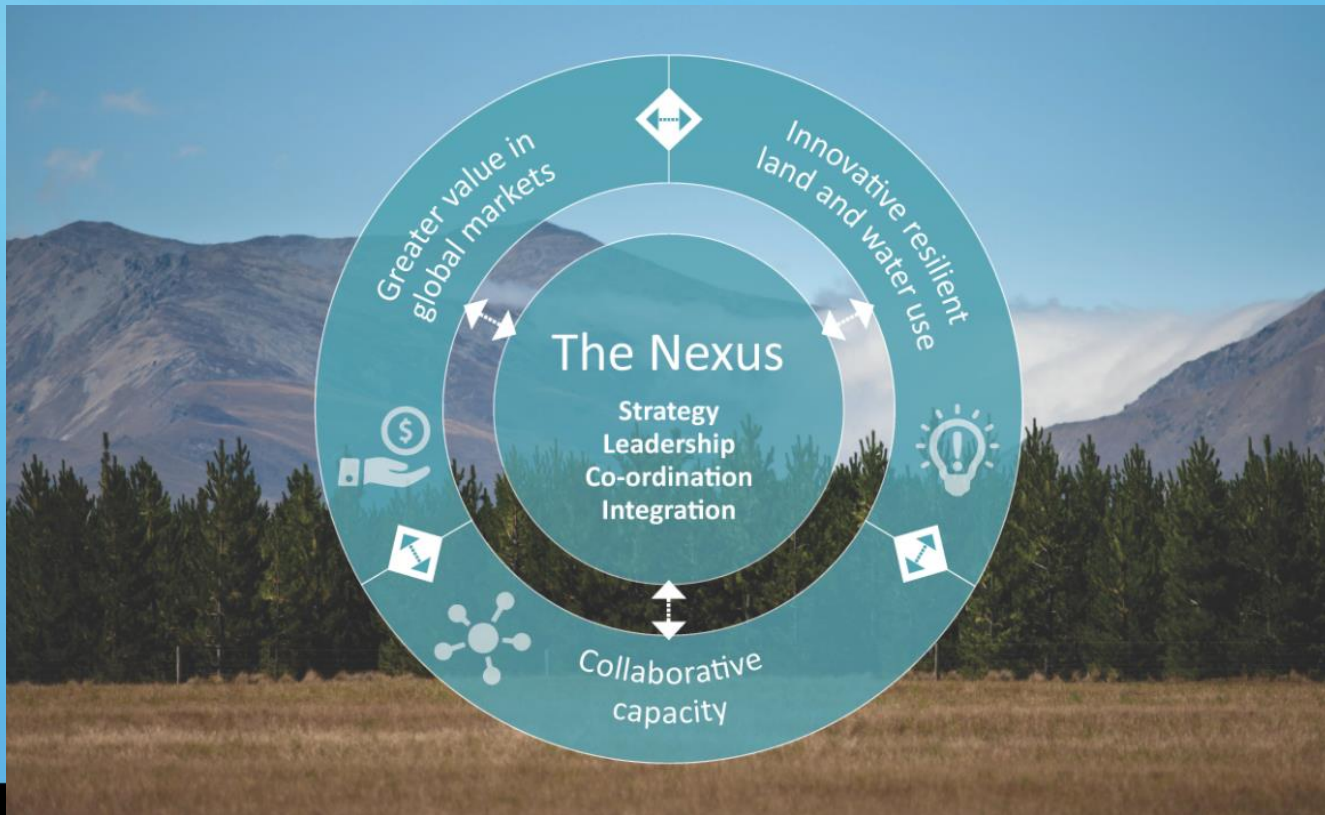 Greater value in
global markets
Innovative resilient
land and water use
The Nexus
Strategy
Leadership
Co-ordination
Integration
$
!
Collaborative
capacity